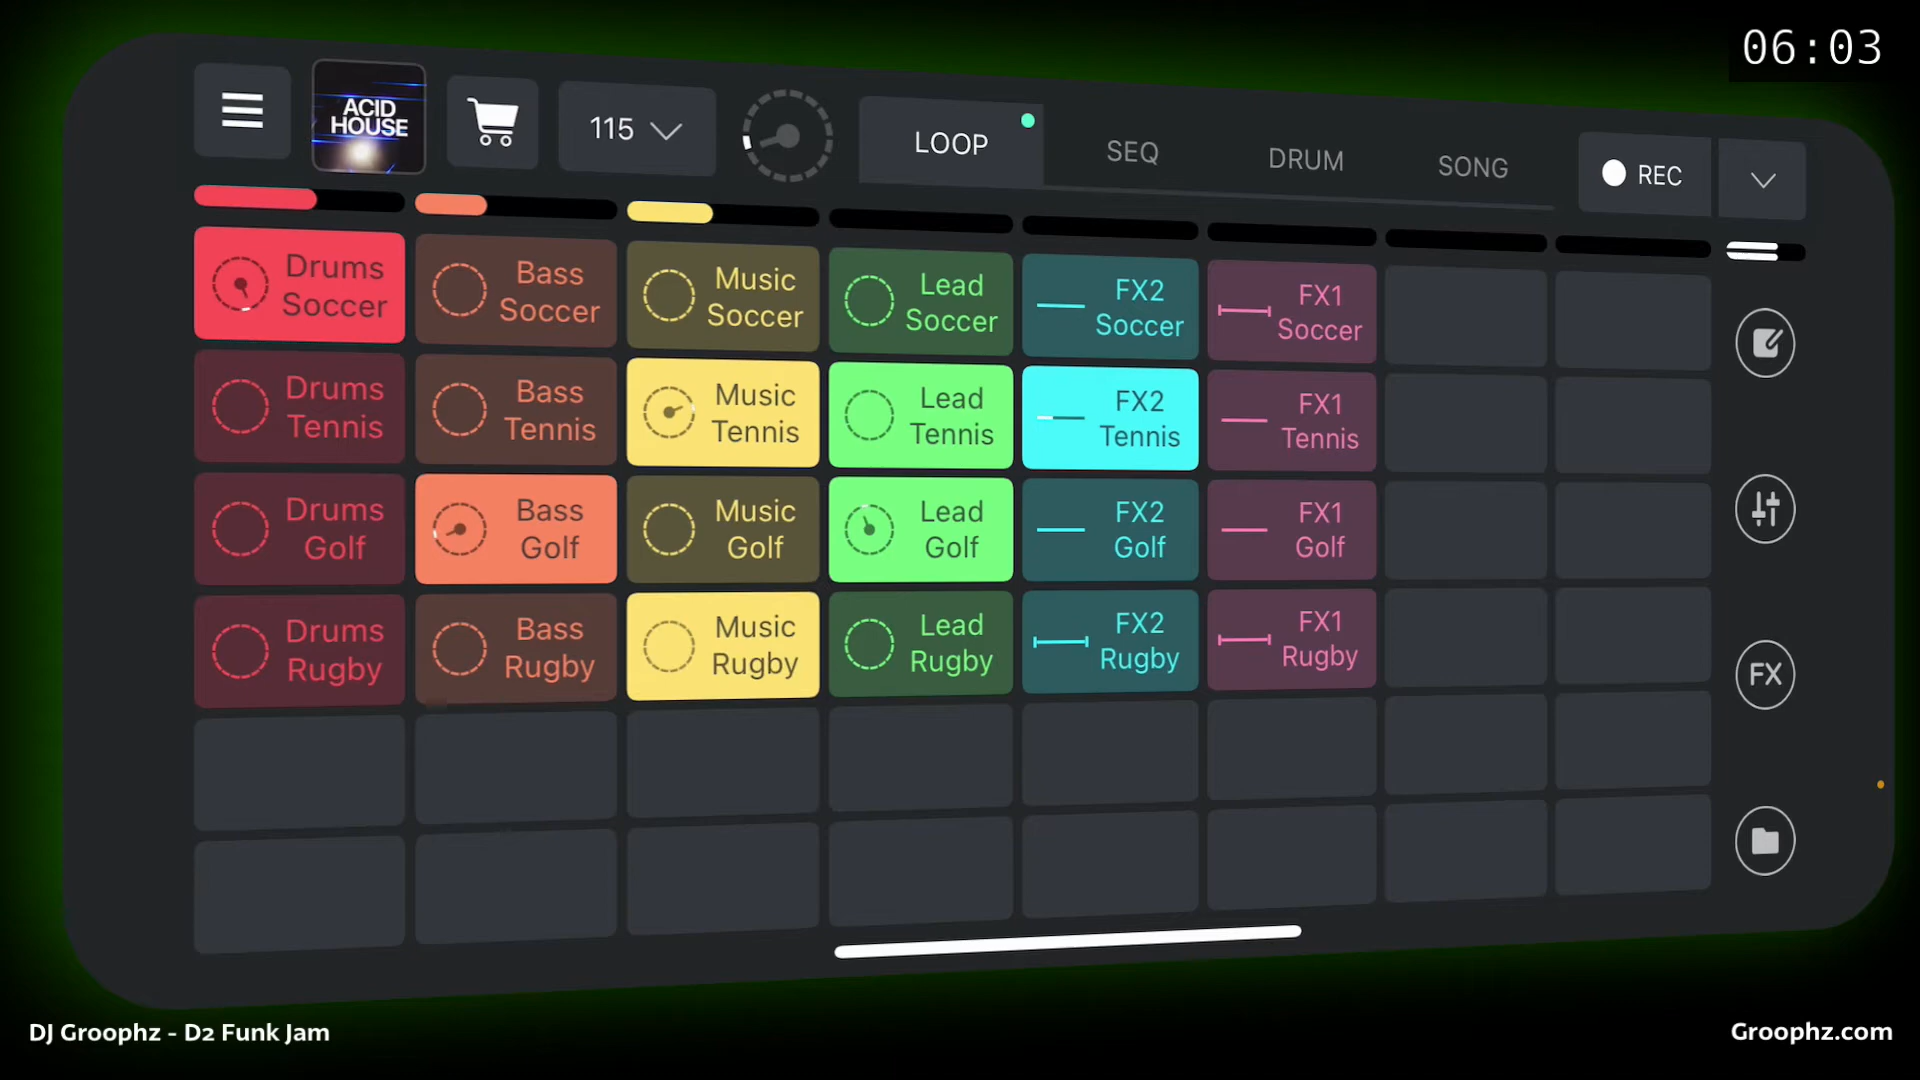 06:03
ACID
HOUSE
115
LOOP
SEQ
DRUM
SONG
REC
Drums
Soccer
Bass
Soccer
Music
Soccer
Lead
Soccer
FX2
Soccer
FX1
Soccer
Drums
Tennis
Bass
Tennis
Music
Tennis
Lead
Tennis
FX2
Tennis
FX1
Tennis
Drums
Golf
Bass
Golf
Music
Golf
Lead
Golf
FX2
Golf
FX1
Golf
Drums
Rugby
Bass
Rugby
Music
Rugby
Lead
Rugby
FX2
Rugby
FX1
Rugby
FX
DJ Groophz - D2 Funk Jam
Groophz.com